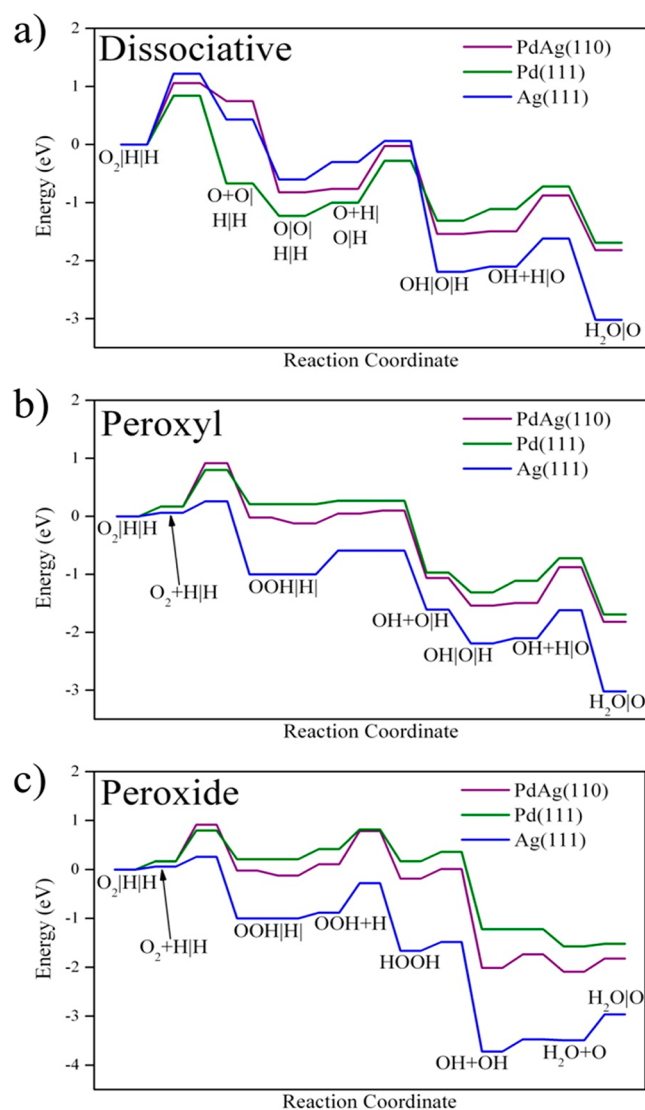 a)
Dissociative
PdAg(110)
Pd(111)
Ag(111)
2
1
0
-1
-2
-3
Energy (eV)
O₂|H|H
O+O|
H|H
O|O|
H|H
O+H|
O|H
OH|O|H
OH+H|O
H₂O|O
Reaction Coordinate
b)
Peroxyl
PdAg(110)
Pd(111)
Ag(111)
2
1
0
-1
-2
-3
Energy (eV)
O₂|H|H
O₂+H|H
OOH|H|
OH+O|H
OH|O|H
OH+H|O
H₂O|O
Reaction Coordinate
c)
Peroxide
PdAg(110)
Pd(111)
Ag(111)
2
1
0
-1
-2
-3
-4
Energy (eV)
O₂|H|H
O₂+H|H
OOH|H|
OOH+H
HOOH
OH+OH
H₂O+O
H₂O|O
Reaction Coordinate